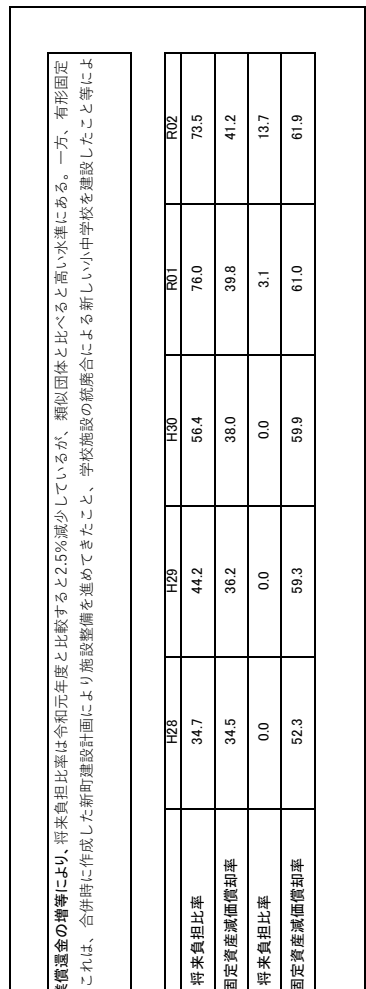 業償還金の増等により、将来負担比率は令和元年度と比較すると2.5%減少しているが、類似団体と比べると高い水準にある。一方、有形固定
これは、合併時に作成した新町建設計画により施設整備を進めてきたこと、学校施設の統廃合による新しい小中学校を建設したこと等によ
H28 H29 H30 R01 R02
将来負担比率 34.7 44.2 56.4 76.0 73.5
固定資産減価償却率 34.5 36.2 38.0 39.8 41.2
将来負担比率 0.0 0.0 0.0 3.1 13.7
固定資産減価償却率 52.3 59.3 59.9 61.0 61.9